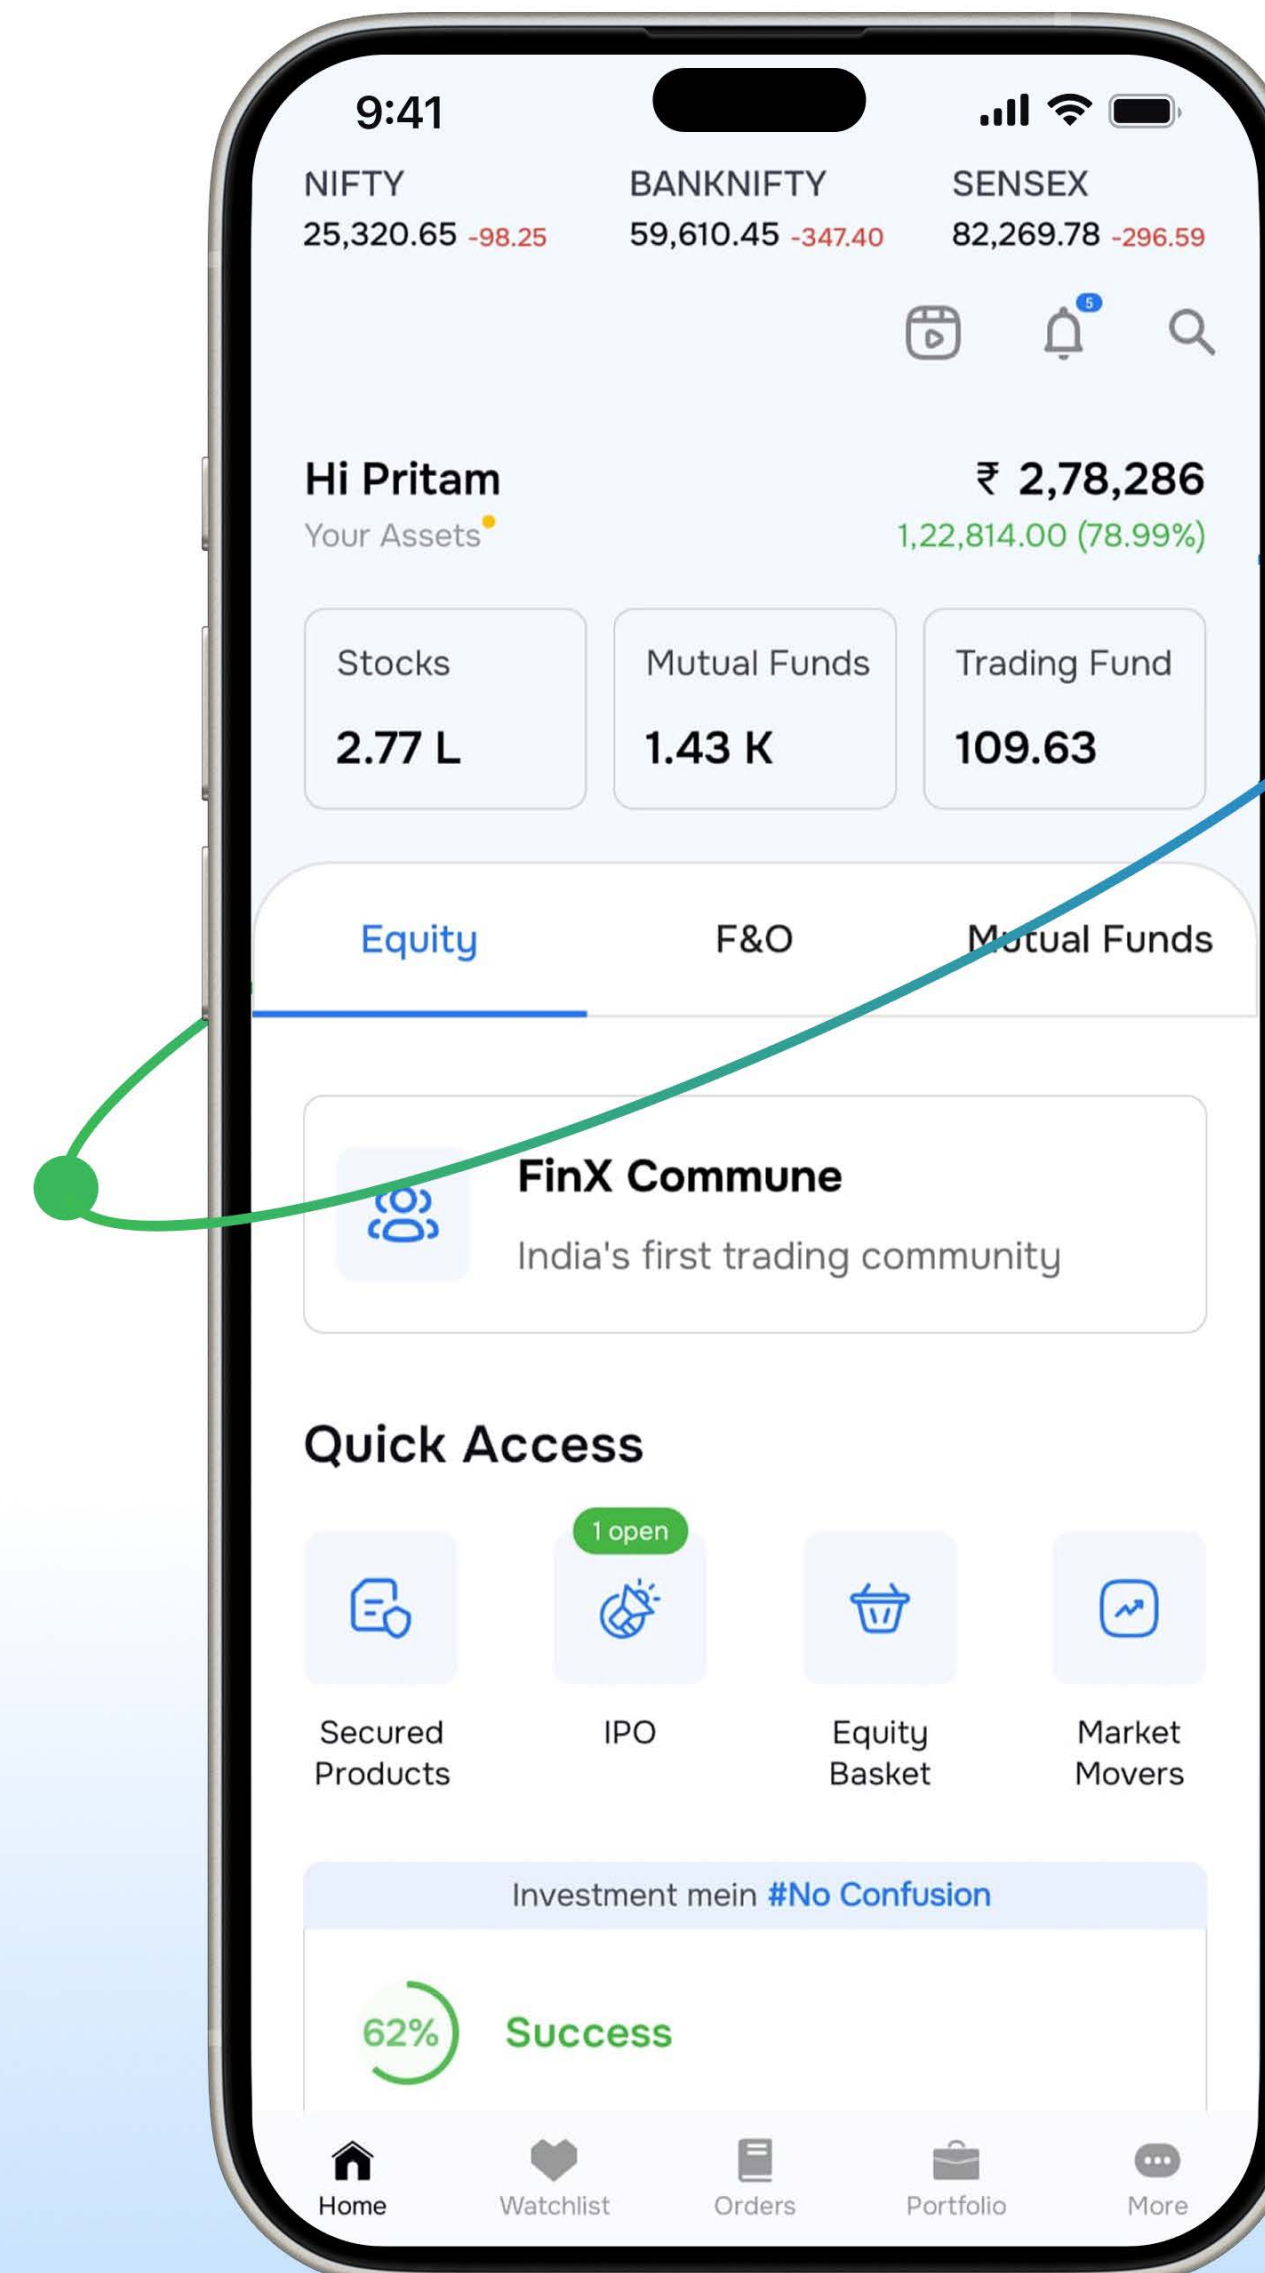 9:41
NIFTY BANKNIFTY SENSEX
25,320.65 -98.25 59,610.45 -347.40 82,269.78 -296.59
5
Hi Pritam ₹ 2,78,286
Your Assets 1,22,814.00 (78.99%)
Stocks Mutual Funds Trading Fund
2.77 L 1.43 K 109.63
Equity F&O Mutual Funds
FinX Commune
India's first trading community
Quick Access
1 open
Secured Products
IPO
Equity Basket
Market Movers
Investment mein #No Confusion
62% Success
Home Watchlist Orders Portfolio More